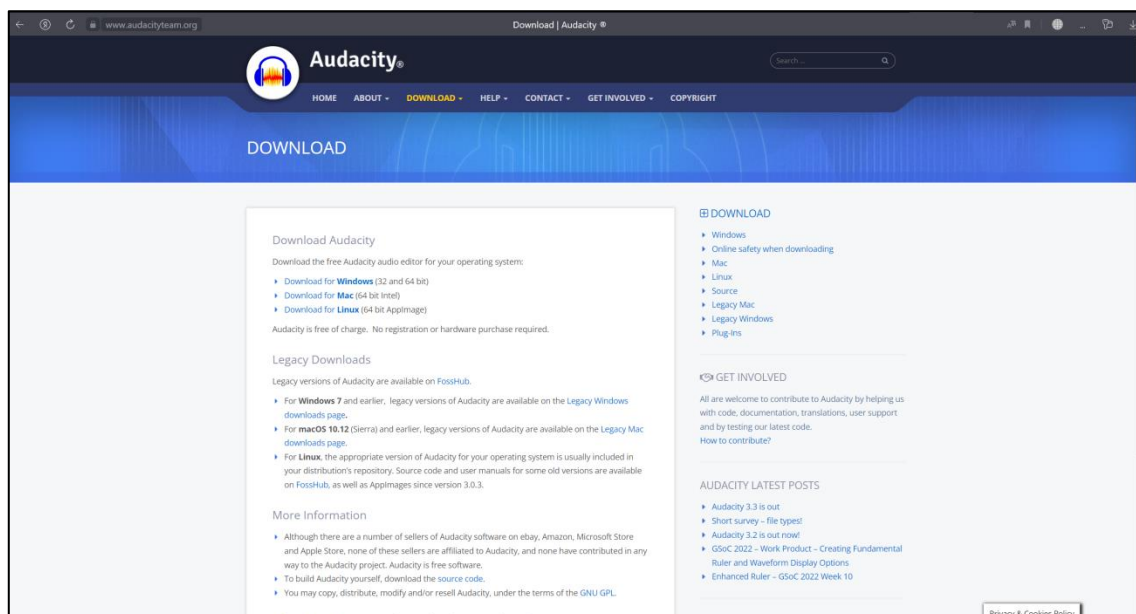 www.audacityteam.org
Download | Audacity ®
Audacity®
Search ...
HOME ABOUT DOWNLOAD HELP CONTACT GET INVOLVED COPYRIGHT
DOWNLOAD
Download Audacity
Download the free Audacity audio editor for your operating system:
Download for Windows (32 and 64 bit)
Download for Mac (64 bit Intel)
Download for Linux (64 bit AppImage)
Audacity is free of charge. No registration or hardware purchase required.
Legacy Downloads
Legacy versions of Audacity are available on FossHub.
For Windows 7 and earlier, legacy versions of Audacity are available on the Legacy Windows
downloads page.
For macOS 10.12 (Sierra) and earlier, legacy versions of Audacity are available on the Legacy Mac
downloads page.
For Linux, the appropriate version of Audacity for your operating system is usually included in
your distribution's repository. Source code and user manuals for some old versions are available
on FossHub, as well as AppImages since version 3.0.3.
More Information
Although there are a number of sellers of Audacity software on ebay, Amazon, Microsoft Store
and Apple Store, none of these sellers are affiliated to Audacity, and none have contributed in any
way to the Audacity project. Audacity is free software.
To build Audacity yourself, download the source code.
You may copy, distribute, modify and/or resell Audacity, under the terms of the GNU GPL.
DOWNLOAD
Windows
Online safety when downloading
Mac
Linux
Source
Legacy Mac
Legacy Windows
Plug-Ins
GET INVOLVED
All are welcome to contribute to Audacity by helping us
with code, documentation, translations, user support
and by testing our latest code.
How to contribute?
AUDACITY LATEST POSTS
Audacity 3.3 is out
Short survey – file types!
Audacity 3.2 is out now!
GSoC 2022 – Work Product – Creating Fundamental
Ruler and Waveform Display Options
Enhanced Ruler – GSoC 2022 Week 10
Privacy & Cookies Policy